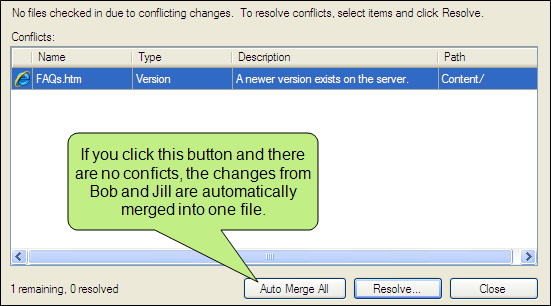 No files checked in due to conflicting changes. To resolve conflicts, select items and click Resolve.
Conflicts:
Name Type Description Path
FAQs.htm Version A newer version exists on the server. Content/
If you click this button and there
are no conficts, the changes from
Bob and Jill are automatically
merged into one file.
1 remaining, 0 resolved Auto Merge All Resolve... Close